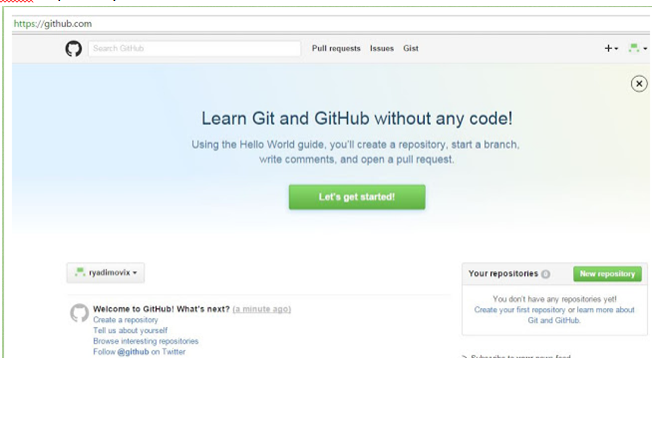 https://github.com
Search GitHub
Pull requests Issues Gist
Learn Git and GitHub without any code!
Using the Hello World guide, you'll create a repository, start a branch,
write comments, and open a pull request.
Let's get started!
ryadimovix
Your repositories 0 New repository
You don't have any repositories yet!
Create your first repository or learn more about
Git and GitHub.
Welcome to GitHub! What's next? (a minute ago)
Create a repository
Tell us about yourself
Browse interesting repositories
Follow @github on Twitter